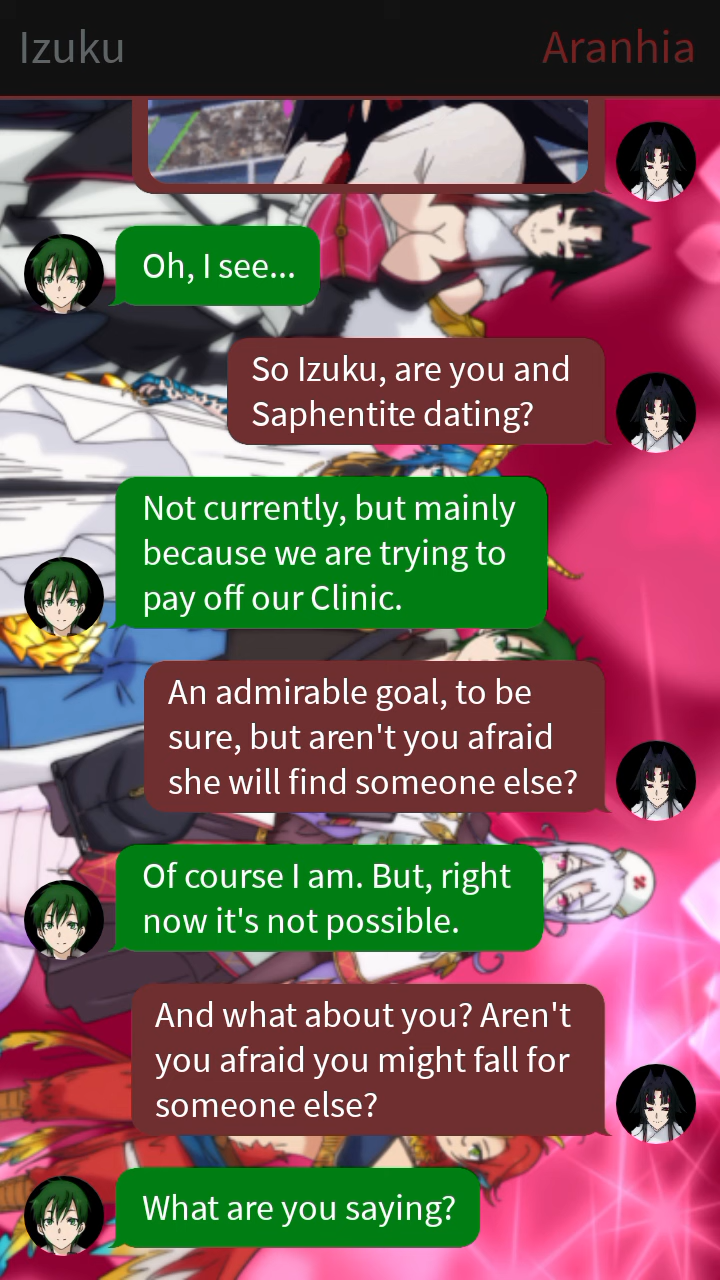 Izuku
Aranhia
Oh, I see...
So Izuku, are you and
Saphentite dating?
Not currently, but mainly
because we are trying to
pay off our Clinic.
An admirable goal, to be
sure, but aren't you afraid
she will find someone else?
Of course I am. But, right
now it's not possible.
And what about you? Aren't
you afraid you might fall for
someone else?
What are you saying?